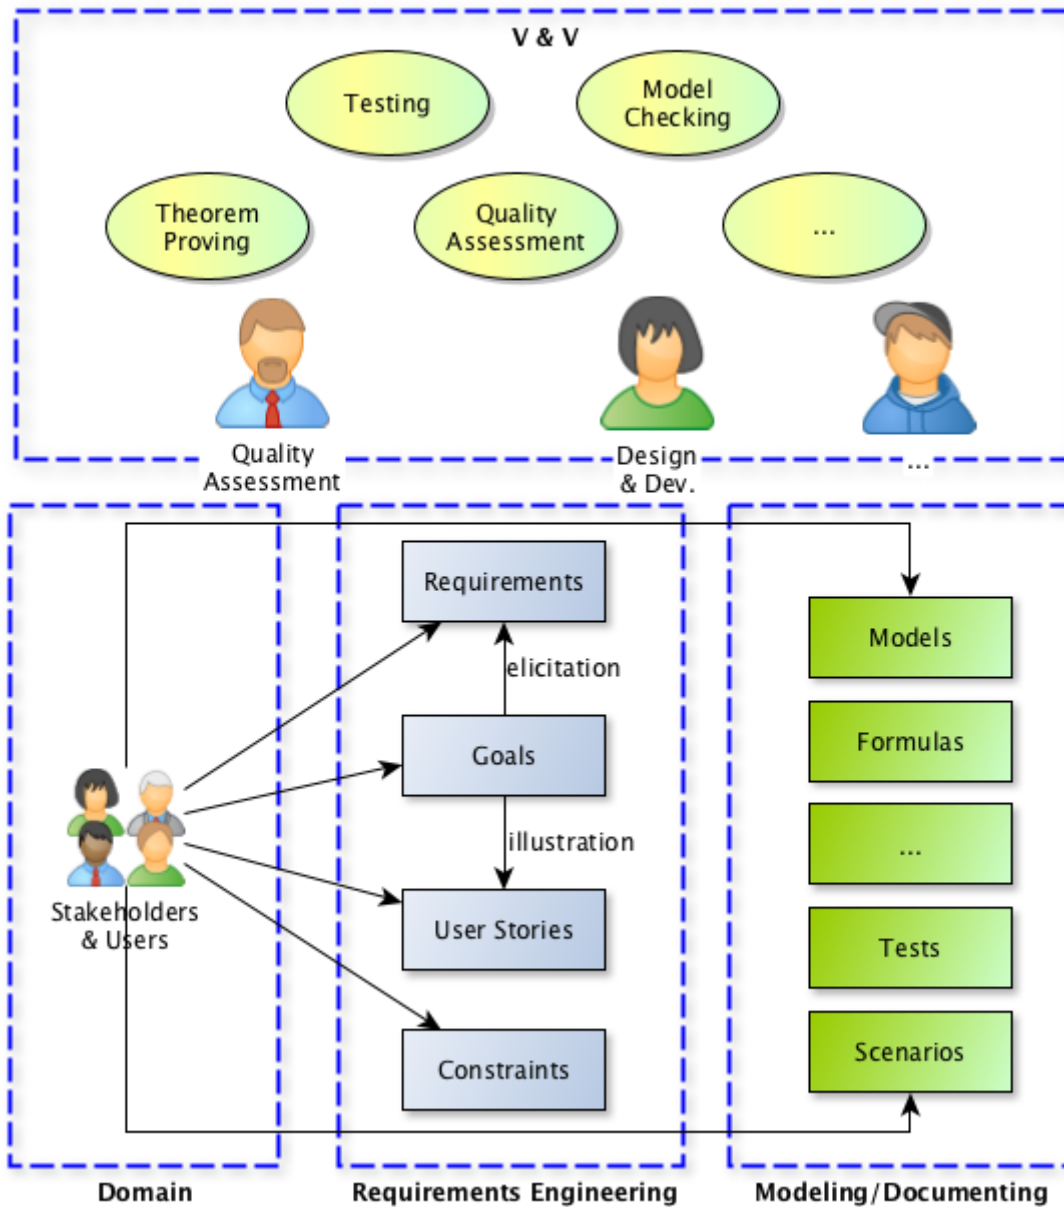 V & V
Testing
Model
Checking
Theorem
Proving
Quality
Assessment
...
Quality
Assessment
Design
& Dev.
...
Requirements
elicitation
Goals
illustration
User Stories
Constraints
Stakeholders
& Users
Models
Formulas
...
Tests
Scenarios
Domain
Requirements Engineering
Modeling/Documenting